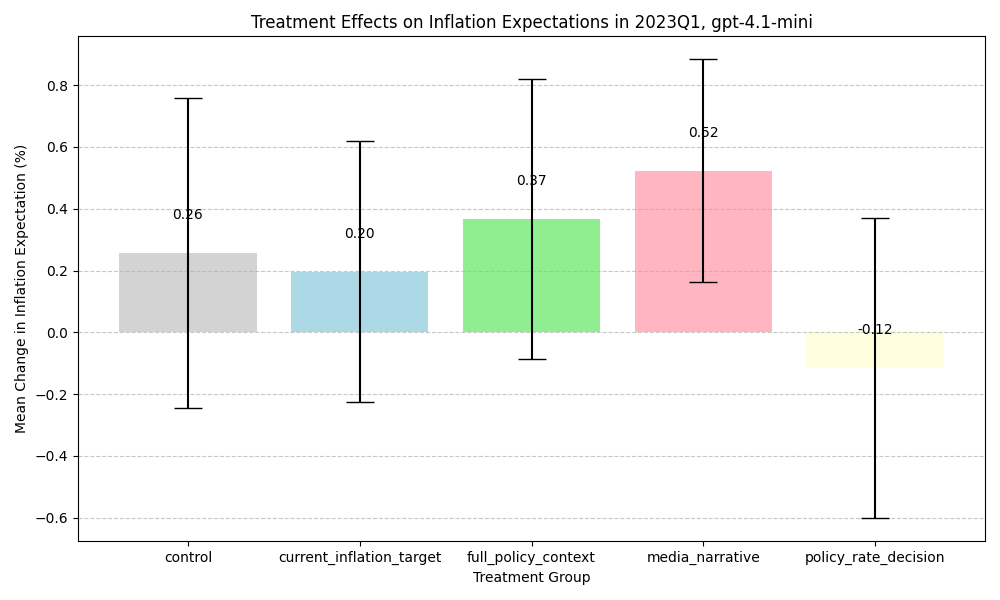 Treatment Effects on Inflation Expectations in 2023Q1, gpt-4.1-mini
Mean Change in Inflation Expectation (%)
0.8
0.6
0.4
0.2
0.0
−0.2
−0.4
−0.6
0.26
0.20
0.37
0.52
-0.12
control
current_inflation_target
full_policy_context
media_narrative
policy_rate_decision
Treatment Group